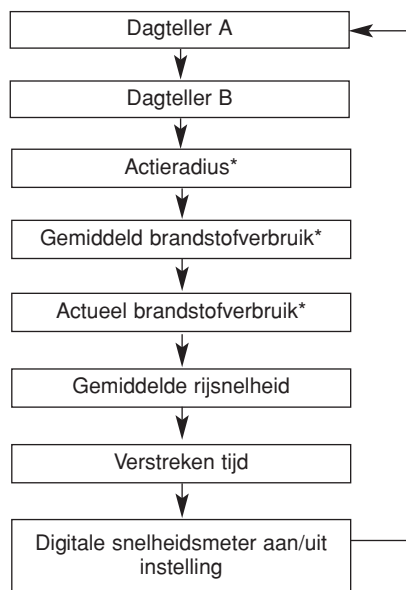 Dagteller A
Dagteller B
Actieradius*
Gemiddeld brandstofverbruik*
Actueel brandstofverbruik*
Gemiddelde rijsnelheid
Verstreken tijd
Digitale snelheidsmeter aan/uit
instelling